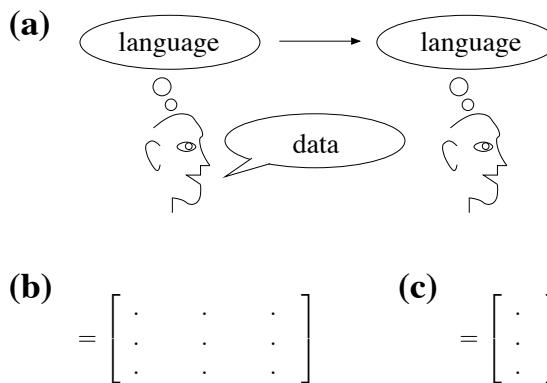 (a)
language language
data
(b) (c)
= [ . . . ] = [ .
. . . .
. . . .